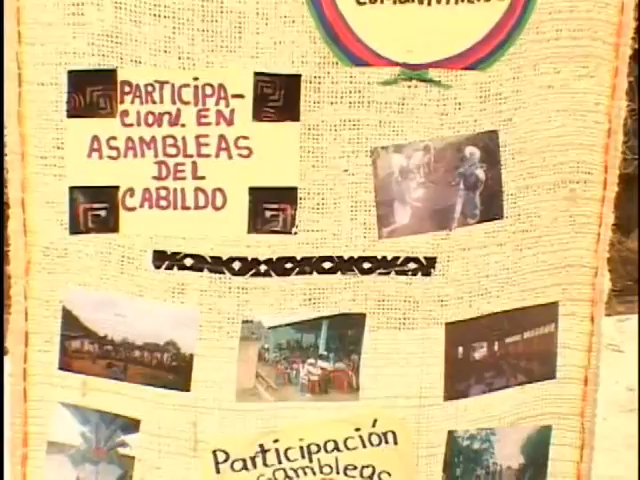 PARTICIPA-
CION. EN
ASAMBLEAS
DEL
CABILDO
Participación